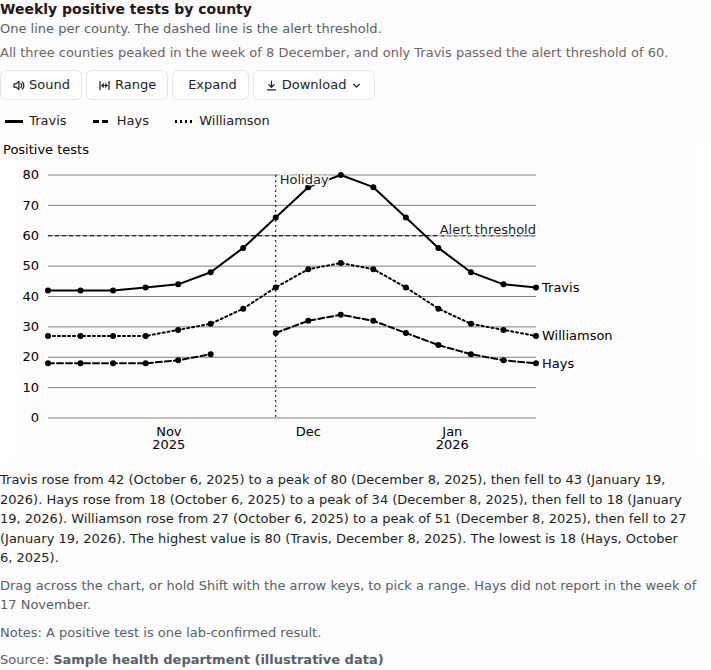 Weekly positive tests by county
One line per county. The dashed line is the alert threshold.
All three counties peaked in the week of 8 December, and only Travis passed the alert threshold of 60.
Sound Range Expand Download
Travis Hays Williamson
Positive tests
80
Holiday
70
60
Alert threshold
50
40
30
20
10
0
Travis
Williamson
Hays
Nov Dec Jan
2025 2026
Travis rose from 42 (October 6, 2025) to a peak of 80 (December 8, 2025), then fell to 43 (January 19,
2026). Hays rose from 18 (October 6, 2025) to a peak of 34 (December 8, 2025), then fell to 18 (January
19, 2026). Williamson rose from 27 (October 6, 2025) to a peak of 51 (December 8, 2025), then fell to 27
(January 19, 2026). The highest value is 80 (Travis, December 8, 2025). The lowest is 18 (Hays, October
6, 2025).
Drag across the chart, or hold Shift with the arrow keys, to pick a range. Hays did not report in the week of
17 November.
Notes: A positive test is one lab-confirmed result.
Source: Sample health department (illustrative data)